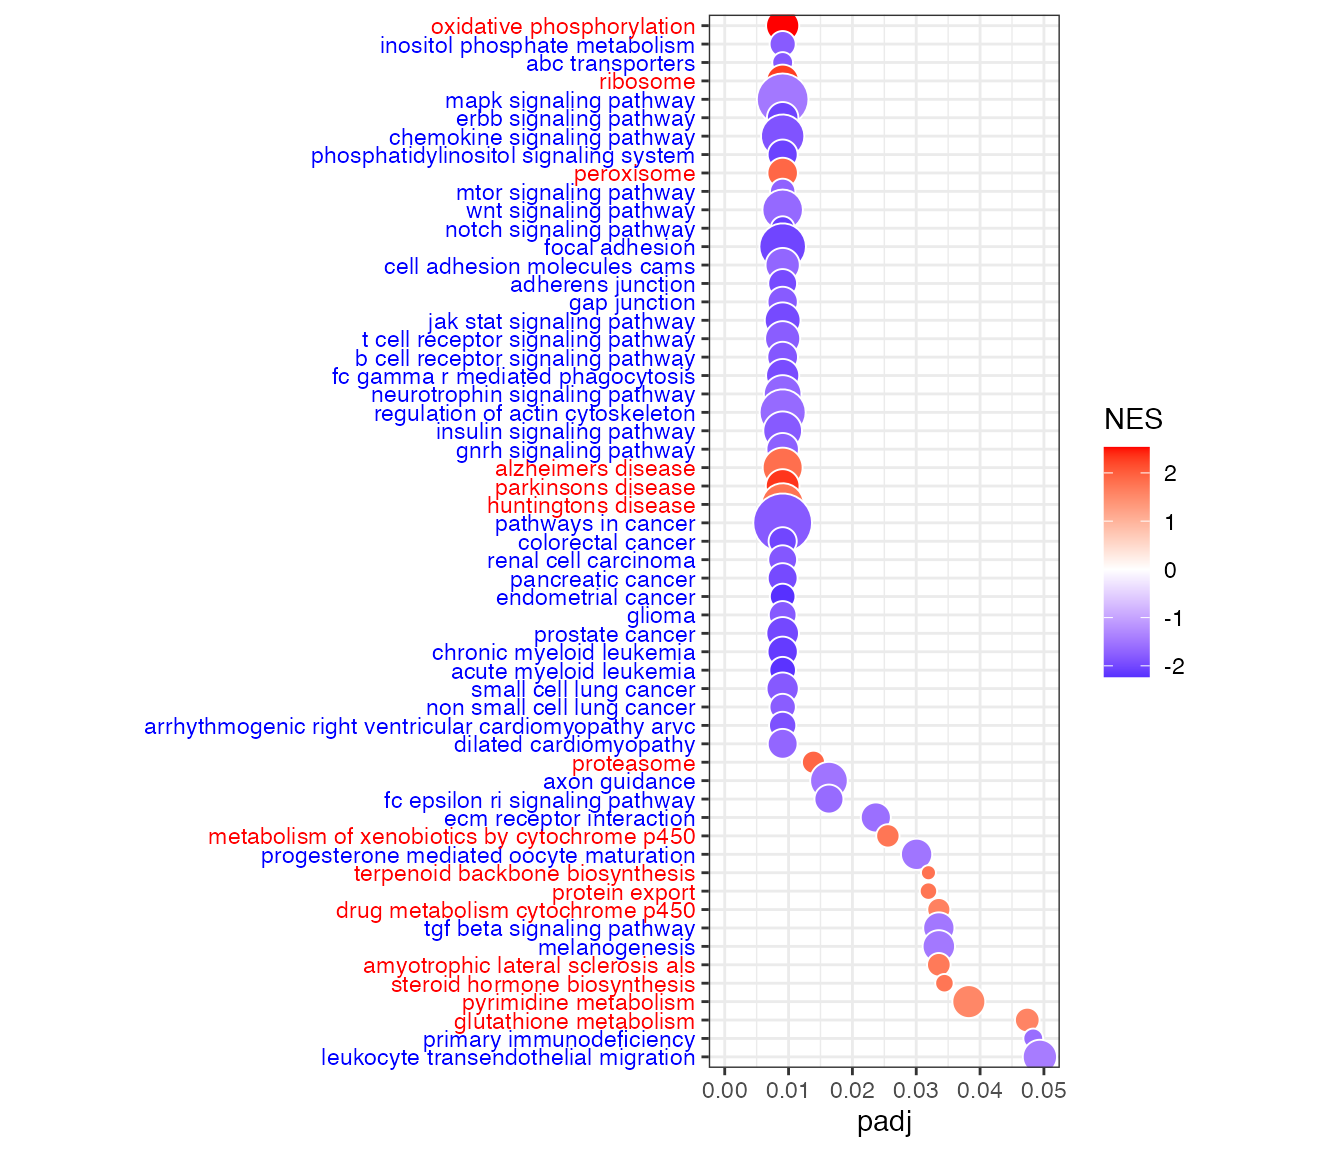 oxidative phosphorylation
inositol phosphate metabolism
abc transporters
ribosome
mapk signaling pathway
erbb signaling pathway
chemokine signaling pathway
phosphatidylinositol signaling system
peroxisome
mtor signaling pathway
wnt signaling pathway
notch signaling pathway
focal adhesion
cell adhesion molecules cams
adherens junction
gap junction
jak stat signaling pathway
t cell receptor signaling pathway
b cell receptor signaling pathway
fc gamma r mediated phagocytosis
neurotrophin signaling pathway
regulation of actin cytoskeleton
insulin signaling pathway
gnrh signaling pathway
alzheimers disease
parkinsons disease
huntingtons disease
pathways in cancer
colorectal cancer
renal cell carcinoma
pancreatic cancer
endometrial cancer
glioma
prostate cancer
chronic myeloid leukemia
acute myeloid leukemia
small cell lung cancer
non small cell lung cancer
arrhythmogenic right ventricular cardiomyopathy arvc
dilated cardiomyopathy
proteasome
axon guidance
fc epsilon ri signaling pathway
ecm receptor interaction
metabolism of xenobiotics by cytochrome p450
progesterone mediated oocyte maturation
terpenoid backbone biosynthesis
protein export
drug metabolism cytochrome p450
tgf beta signaling pathway
melanogenesis
amyotrophic lateral sclerosis als
steroid hormone biosynthesis
pyrimidine metabolism
glutathione metabolism
primary immunodeficiency
leukocyte transendothelial migration
0.00 0.01 0.02 0.03 0.04 0.05
padj
NES
2
1
0
-1
-2